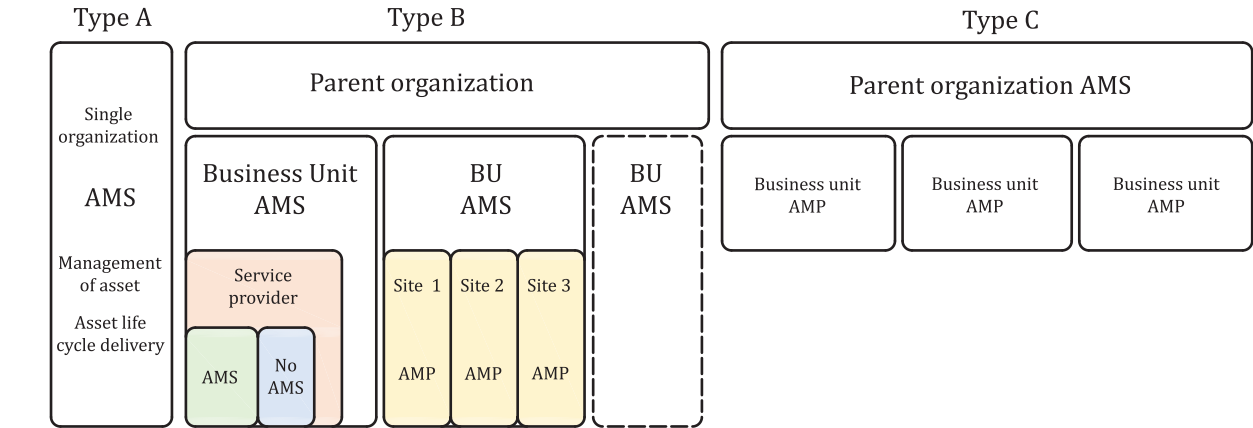 Type A
Type B
Type C
Single
organization
AMS
Management
of asset
Asset life
cycle delivery
Parent organization
Business Unit
AMS
Service
provider
AMS
No
AMS
BU
AMS
Site 1
Site 2
Site 3
AMP
AMP
AMP
BU
AMS
Parent organization AMS
Business unit
AMP
Business unit
AMP
Business unit
AMP